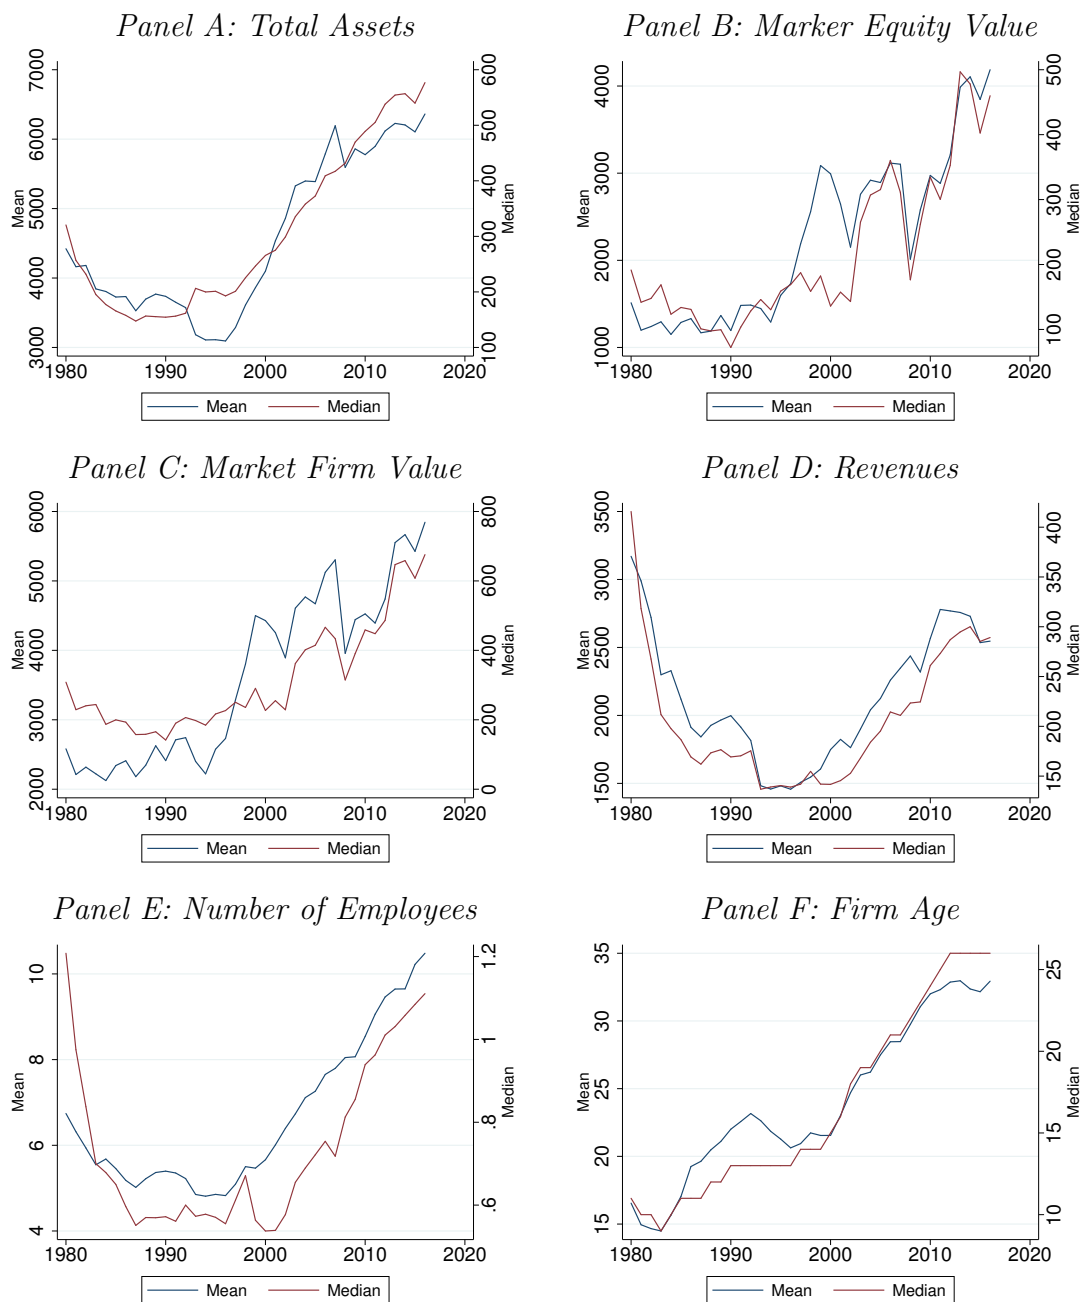 Panel A: Total Assets
7000
6000
5000
4000
3000
Mean
600
500
400
300
200
100
Median
1980 1990 2000 2010 2020
Mean Median
Panel B: Marker Equity Value
4000
3000
2000
1000
Mean
500
400
300
200
100
Median
1980 1990 2000 2010 2020
Mean Median
Panel C: Market Firm Value
6000
5000
4000
3000
2000
Mean
800
600
400
200
0
Median
1980 1990 2000 2010 2020
Mean Median
Panel D: Revenues
3500
3000
2500
2000
1500
Mean
400
350
300
250
200
150
Median
1980 1990 2000 2010 2020
Mean Median
Panel E: Number of Employees
10
8
6
4
Mean
1.2
1
.8
.6
Median
1980 1990 2000 2010 2020
Mean Median
Panel F: Firm Age
35
30
25
20
15
Mean
25
20
15
10
Median
1980 1990 2000 2010 2020
Mean Median